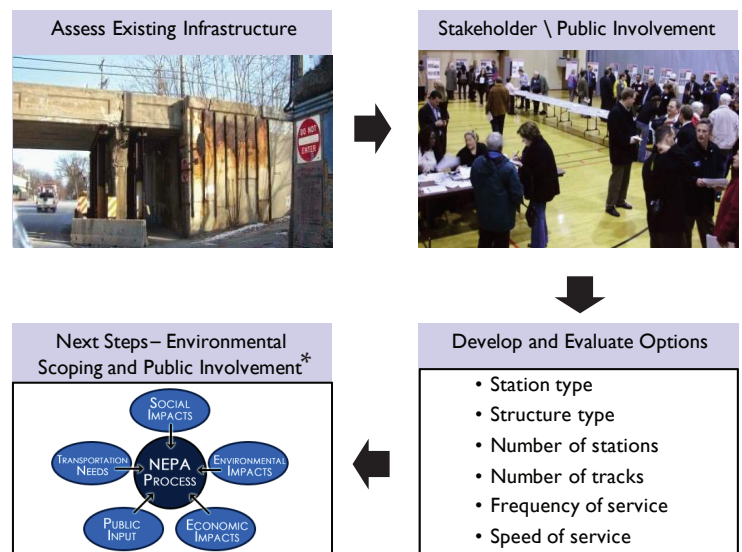 Assess Existing Infrastructure
DO NOT
ENTER
Stakeholder \ Public Involvement
Develop and Evaluate Options
• Station type
• Structure type
• Number of stations
• Number of tracks
• Frequency of service
• Speed of service
Next Steps – Environmental
Scoping and Public Involvement*
SOCIAL
IMPACTS
TRANSPORTATION
NEEDS
NEPA
PROCESS
ENVIRONMENTAL
IMPACTS
PUBLIC
INPUT
ECONOMIC
IMPACTS